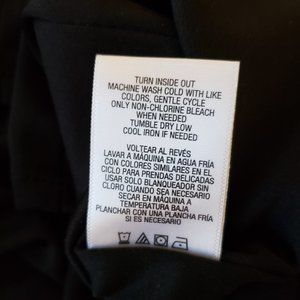 TURN INSIDE OUT
MACHINE WASH COLD WITH LIKE
COLORS, GENTLE CYCLE
ONLY NON-CHLORINE BLEACH
WHEN NEEDED
TUMBLE DRY LOW
COOL IRON IF NEEDED
VOLTEAR AL REVÉS
LAVAR A MÁQUINA EN AGUA FRÍA
CON COLORES SIMILARES EN EL
CICLO PARA PRENDAS DELICADAS
USAR SOLO BLANQUEADOR SIN
CLORO CUANDO SEA NECESARIO
SECAR EN MÁQUINA A
TEMPERATURA BAJA
PLANCHAR CON UNA PLANCHA FRÍA
SI ES NECESARIO